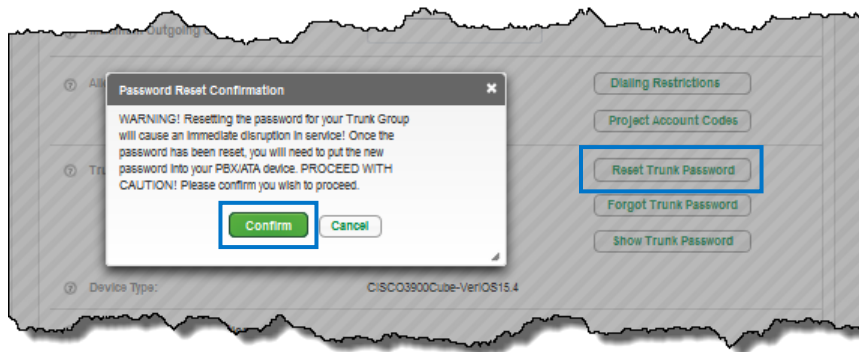 Outgoing
Password Reset Confirmation
WARNING! Resetting the password for your Trunk Group
will cause an immediate disruption in service! Once the
password has been reset, you will need to put the new
password into your PBX/ATA device. PROCEED WITH
CAUTION! Please confirm you wish to proceed.
Confirm Cancel
Dialing Restrictions
Project Account Codes
Reset Trunk Password
Forgot Trunk Password
Show Trunk Password
Device Type: CISCO3900Cube-VerIOS15.4